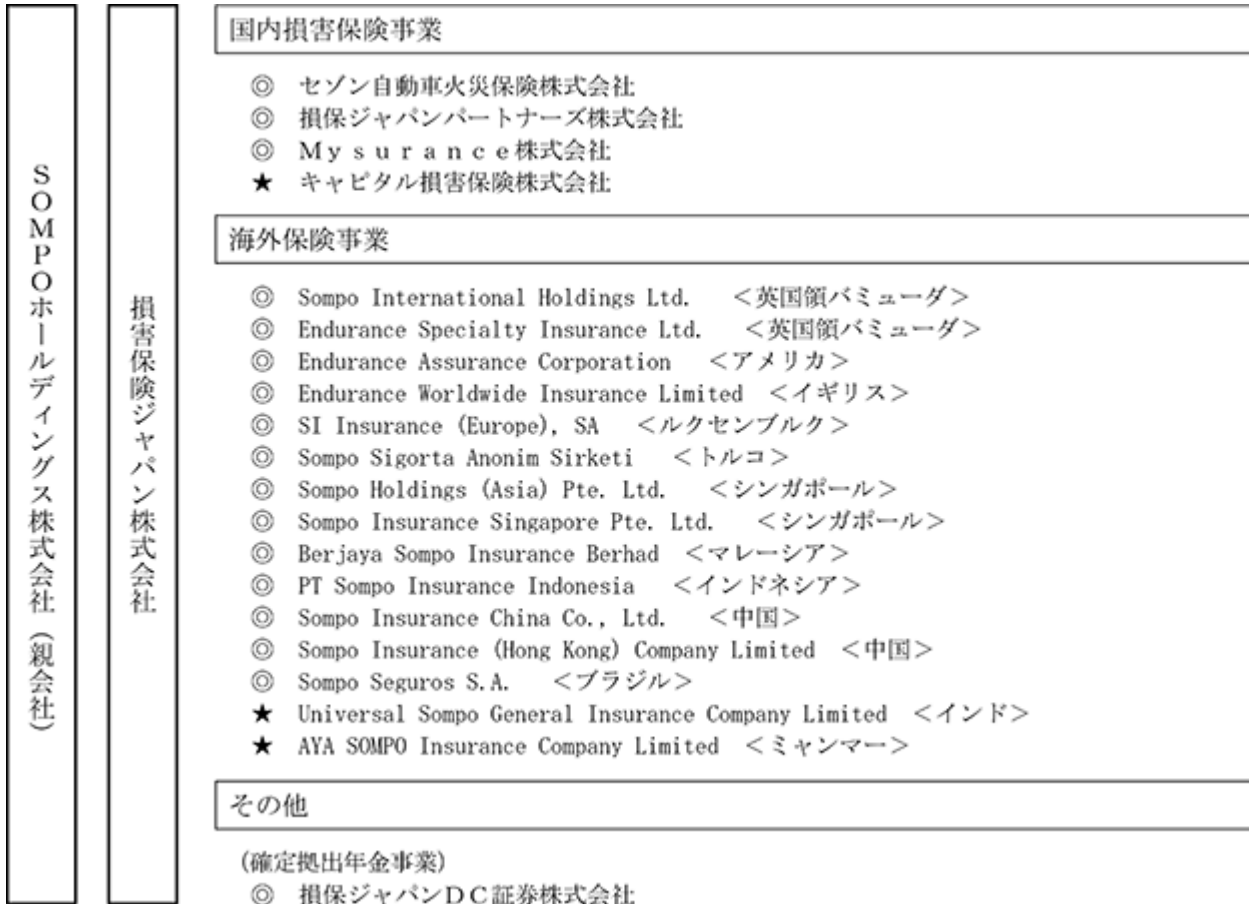 SOMPOホールディングス株式会社（親会社）
損害保険ジャパン株式会社
国内損害保険事業
◎ セゾン自動車火災保険株式会社
◎ 損保ジャパンパートナーズ株式会社
◎ Mysurance株式会社
★ キャピタル損害保険株式会社
海外保険事業
◎ Sompo International Holdings Ltd. ＜英国領バミューダ＞
◎ Endurance Specialty Insurance Ltd. ＜英国領バミューダ＞
◎ Endurance Assurance Corporation ＜アメリカ＞
◎ Endurance Worldwide Insurance Limited ＜イギリス＞
◎ SI Insurance (Europe), SA ＜ルクセンブルク＞
◎ Sompo Sigorta Anonim Sirketi ＜トルコ＞
◎ Sompo Holdings (Asia) Pte. Ltd. ＜シンガポール＞
◎ Sompo Insurance Singapore Pte. Ltd. ＜シンガポール＞
◎ Berjaya Sompo Insurance Berhad ＜マレーシア＞
◎ PT Sompo Insurance Indonesia ＜インドネシア＞
◎ Sompo Insurance China Co., Ltd. ＜中国＞
◎ Sompo Insurance (Hong Kong) Company Limited ＜中国＞
◎ Sompo Seguros S.A. ＜ブラジル＞
★ Universal Sompo General Insurance Company Limited ＜インド＞
★ AYA SOMPO Insurance Company Limited ＜ミャンマー＞
その他
(確定拠出年金事業)
◎ 損保ジャパンDC証券株式会社